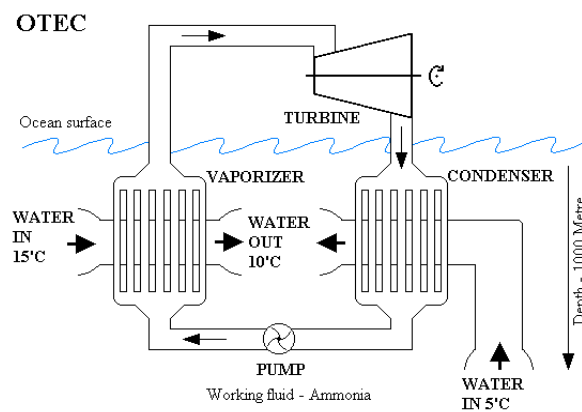 OTEC
TURBINE
Ocean surface
VAPORIZER
CONDENSER
WATER
IN
15'C
WATER
OUT
10'C
Depth - 1000 Metre
PUMP
Working fluid - Ammonia
WATER
IN 5'C